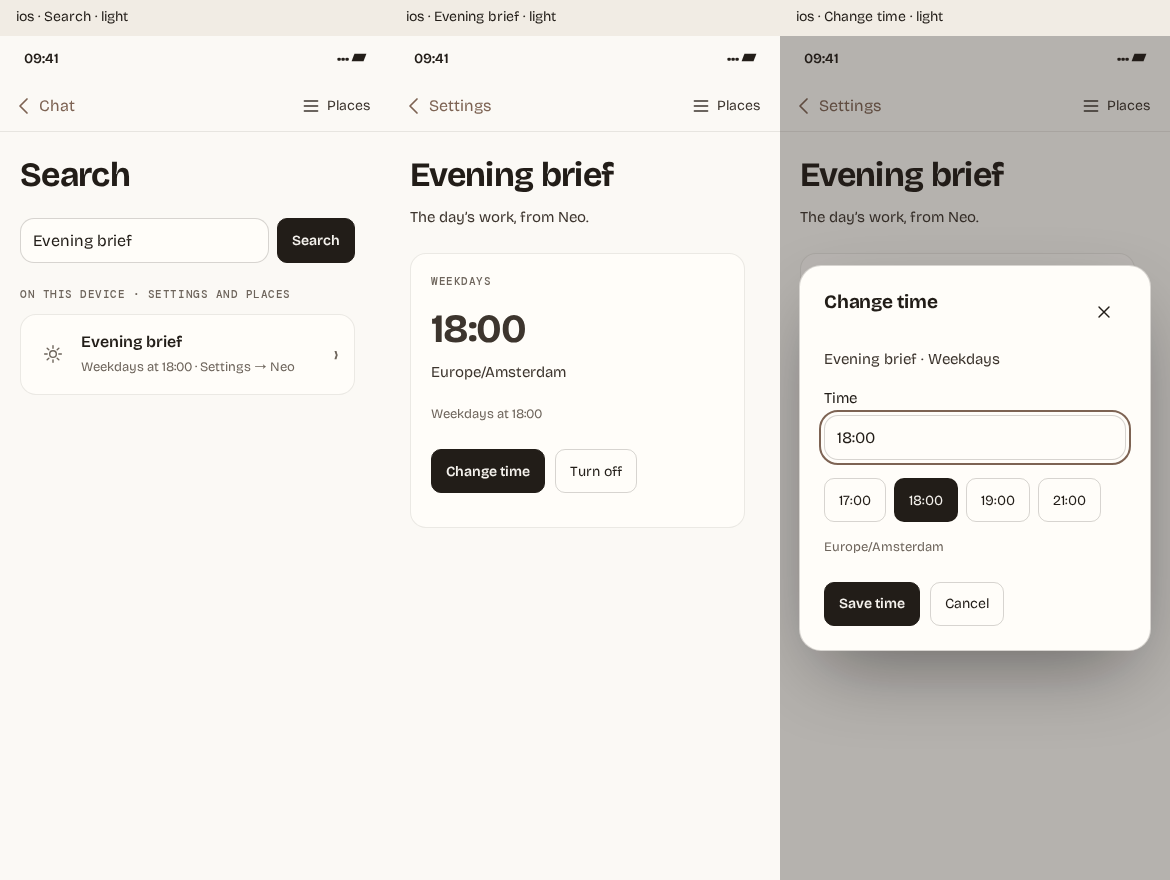 ios · Search · light
09:41
Chat
Places
Search
Evening brief
Search
ON THIS DEVICE · SETTINGS AND PLACES
Evening brief
Weekdays at 18:00 · Settings → Neo
ios · Evening brief · light
09:41
Settings
Places
Evening brief
The day's work, from Neo.
WEEKDAYS
18:00
Europe/Amsterdam
Weekdays at 18:00
Change time
Turn off
ios · Change time · light
09:41
Settings
Places
Evening brief
The day's work, from Neo.
Change time
Evening brief · Weekdays
Time
18:00
17:00
18:00
19:00
21:00
Europe/Amsterdam
Save time
Cancel